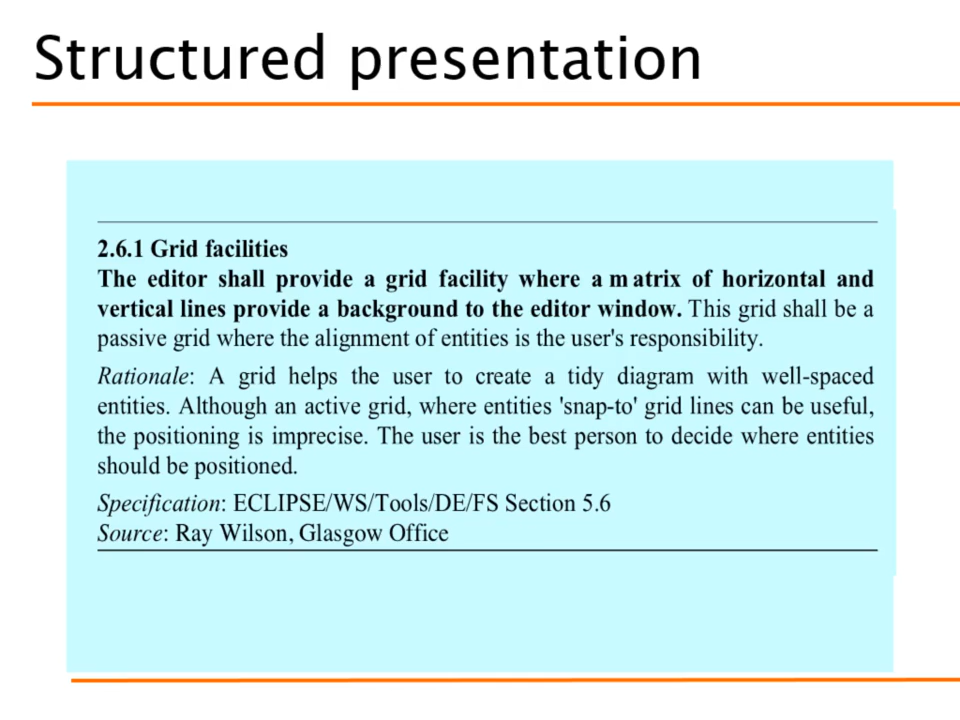 Structured presentation
2.6.1 Grid facilities
The editor shall provide a grid facility where a matrix of horizontal and
vertical lines provide a background to the editor window. This grid shall be a
passive grid where the alignment of entities is the user's responsibility.
Rationale: A grid helps the user to create a tidy diagram with well-spaced
entities. Although an active grid, where entities 'snap-to' grid lines can be useful,
the positioning is imprecise. The user is the best person to decide where entities
should be positioned.
Specification: ECLIPSE/WS/Tools/DE/FS Section 5.6
Source: Ray Wilson, Glasgow Office